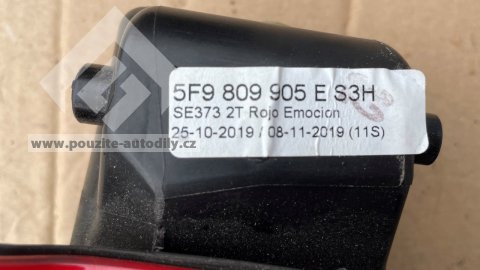 5F9 809 905 E S3H
SE373 2T Rojo Emocion
25-10-2019 / 08-11-2019 (11S)
www.pouzite-autodily.cz